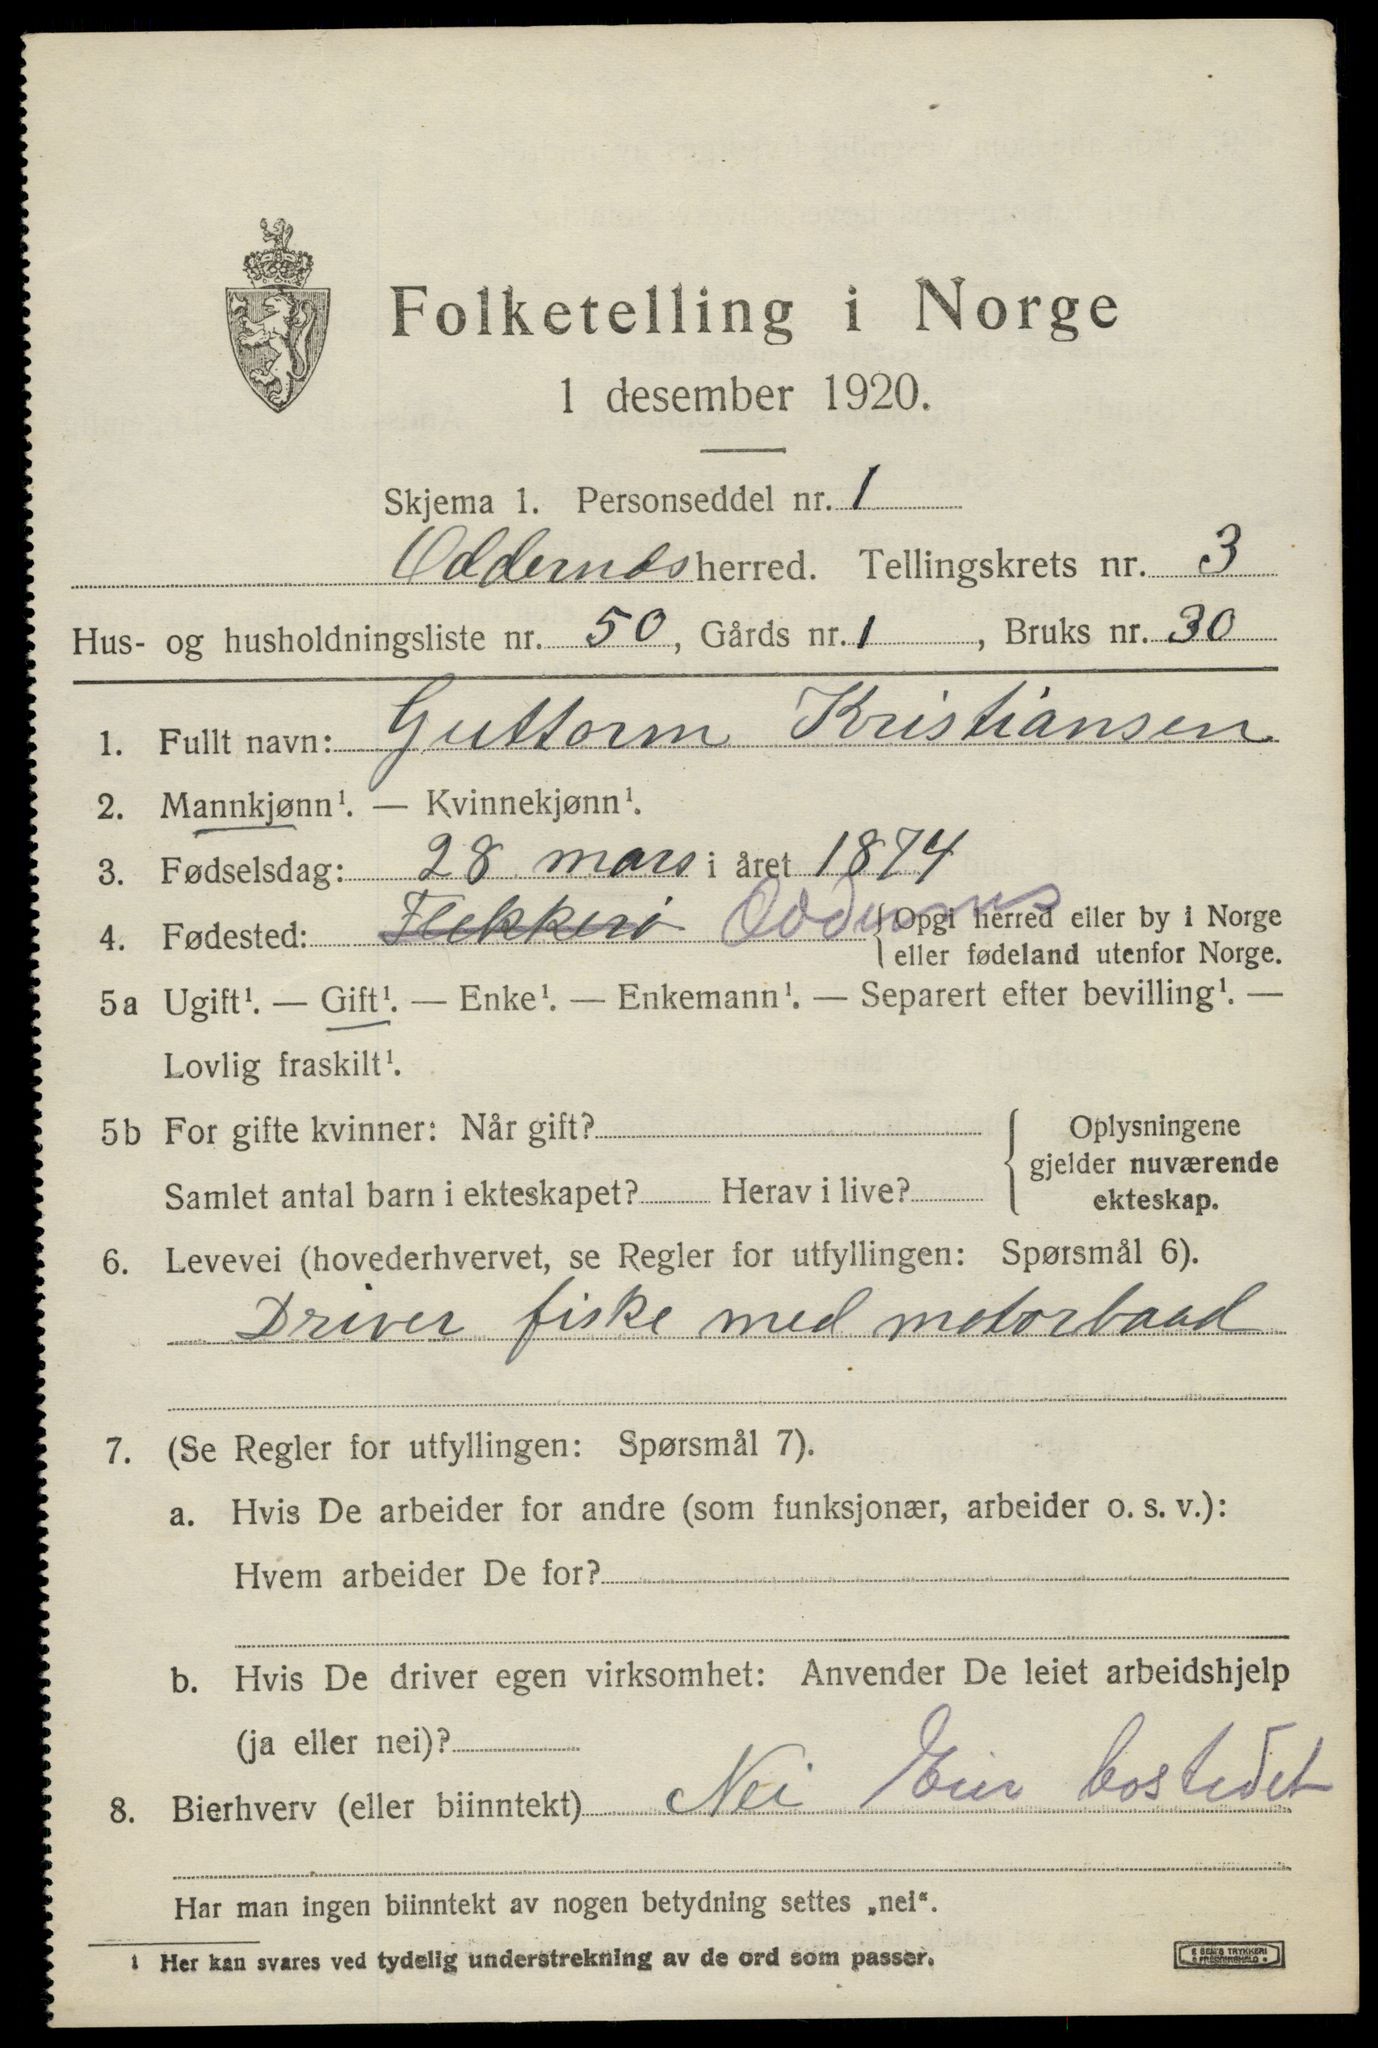 Folketelling i Norge
1 desember 1920.
Skjema 1. Personseddel nr. 1
Oddernes herred. Tellingskrets nr. 3
Hus- og husholdningsliste nr. 50, Gårds nr. 1, Bruks nr. 30
1. Fullt navn: Guttorm Kristiansen
2. Mannkjønn¹. — Kvinnekjønn¹.
3. Fødselsdag: 28 mars i året 1874
4. Fødested: Flekkerö Oddernes {Opgi herred eller by i Norge
eller fødeland utenfor Norge.
5a Ugift¹. — Gift¹. — Enke¹. — Enkemann¹. — Separert efter bevilling¹. —
Lovlig fraskilt¹.
5b For gifte kvinner: Når gift?
Samlet antal barn i ekteskapet? Herav i live?
Oplysningene
gjelder nuværende
ekteskap.
6. Levevei (hovederhvervet, se Regler for utfyllingen: Spørsmål 6).
Driver fiske med motorbaad
7. (Se Regler for utfyllingen: Spørsmål 7).
a. Hvis De arbeider for andre (som funksjonær, arbeider o. s. v.):
Hvem arbeider De for?
b. Hvis De driver egen virksomhet: Anvender De leiet arbeidshjelp
(ja eller nei)?
8. Bierhverv (eller biinntekt) Nei Eier bostedet
Har man ingen biinntekt av nogen betydning settes „nei“.
1 Her kan svares ved tydelig understrekning av de ord som passer.